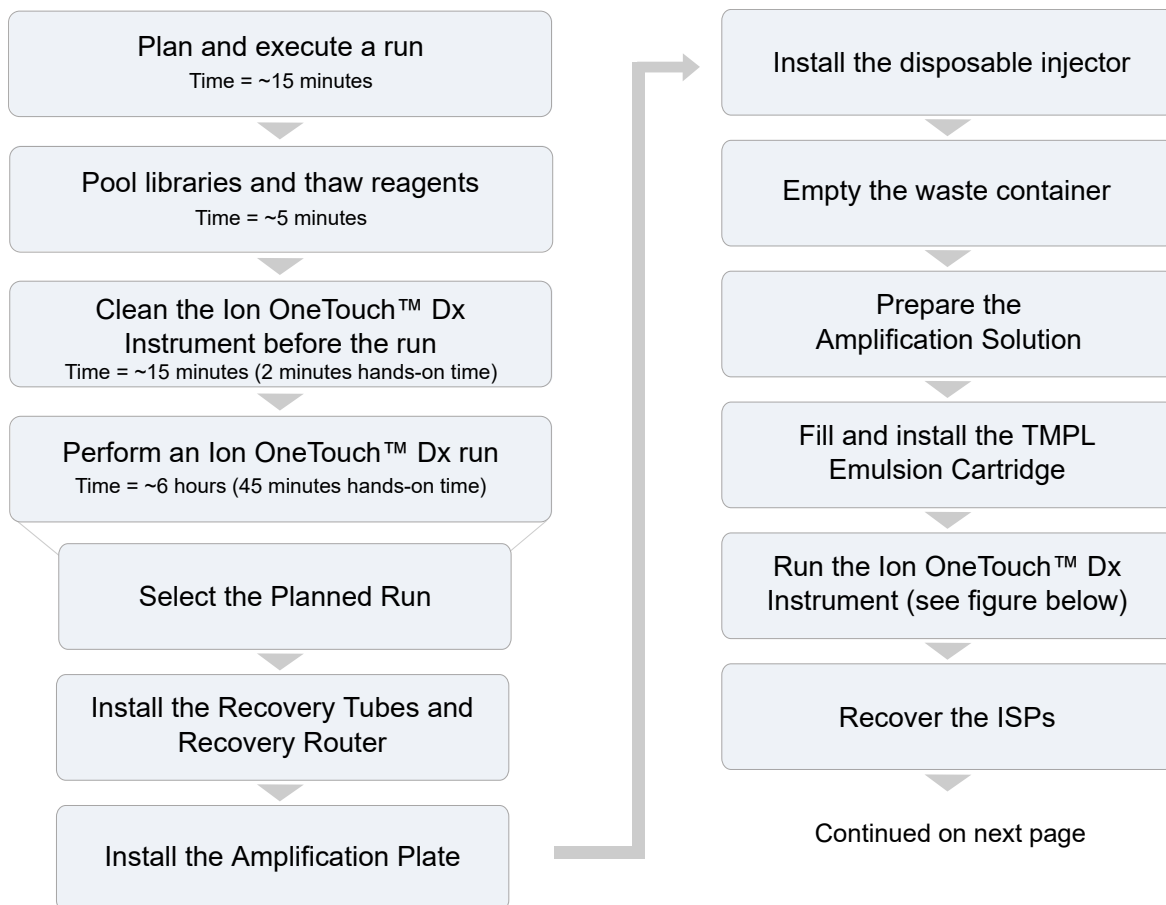 Plan and execute a run
Time = ~15 minutes
Pool libraries and thaw reagents
Time = ~5 minutes
Clean the Ion OneTouch™ Dx
Instrument before the run
Time = ~15 minutes (2 minutes hands-on time)
Perform an Ion OneTouch™ Dx run
Time = ~6 hours (45 minutes hands-on time)
Select the Planned Run
Install the Recovery Tubes and
Recovery Router
Install the Amplification Plate
Install the disposable injector
Empty the waste container
Prepare the
Amplification Solution
Fill and install the TMPL
Emulsion Cartridge
Run the Ion OneTouch™ Dx
Instrument (see figure below)
Recover the ISPs
Continued on next page